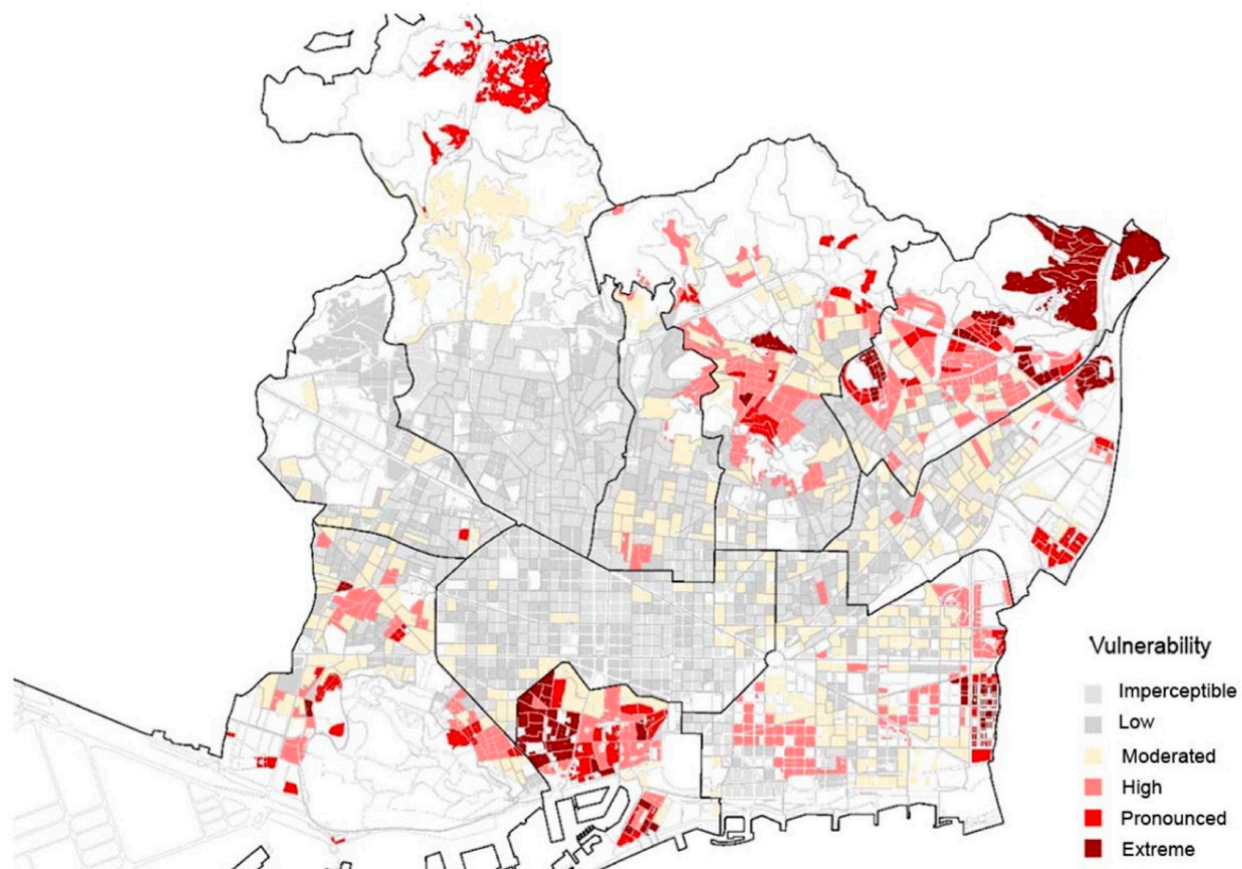 Vulnerability
Imperceptible
Low
Moderated
High
Pronounced
Extreme